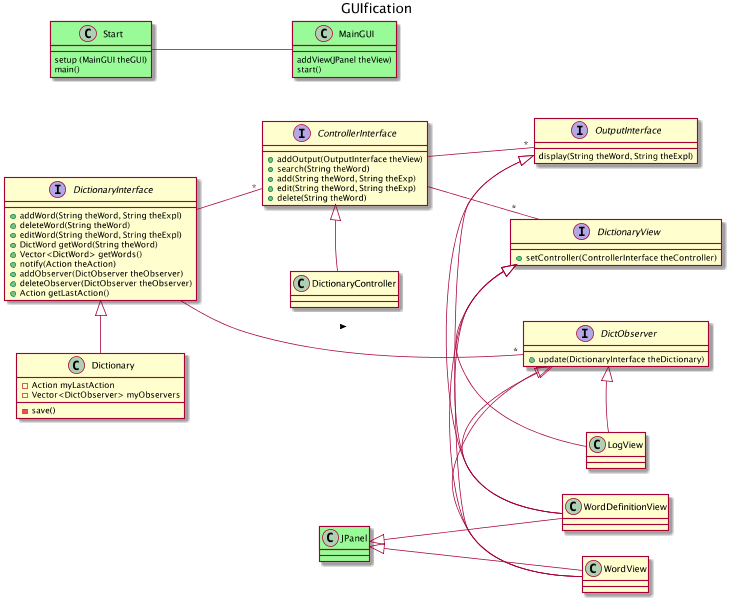 GUIfication
C Start
setup (MainGUI theGUI)
main()
C MainGUI
addView(JPanel theView)
start()
I ControllerInterface
addOutput(OutputInterface theView)
search(String theWord)
add(String theWord, String theExp)
edit(String theWord, String theExp)
delete(String theWord)
I OutputInterface
display(String theWord, String theExpl)
I DictionaryInterface
addWord(String theWord, String theExpl)
deleteWord(String theWord)
editWord(String theWord, String theExpl)
DictWord getWord(String theWord)
Vector<DictWord> getWords()
notify(Action theAction)
addObserver(DictObserver theObserver)
deleteObserver(DictObserver theObserver)
Action getLastAction()
*
*
*
*
I DictionaryView
setController(ControllerInterface theController)
C DictionaryController
I DictObserver
update(DictionaryInterface theDictionary)
C Dictionary
Action myLastAction
Vector<DictObserver> myObservers
save()
C LogView
C WordDefinitionView
C JPanel
C WordView